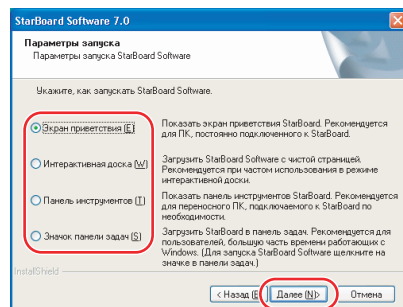 StarBoard Software 7.0
Параметры запуска
Параметры запуска StarBoard Software
Укажите, как запускать StarBoard Software.
Экран приветствия (E)
Показать экран приветствия StarBoard. Рекомендуется
для ПК, постоянно подключенного к StarBoard.
Интерактивная доска (W)
Загрузить StarBoard Software с чистой страницей.
Рекомендуется при частом использовании в режиме
интерактивной доски.
Панель инструментов (T)
Показать панель инструментов StarBoard. Рекомендуется
для переносного ПК, подключаемого к StarBoard по
необходимости.
Значок панели задач (S)
Загрузить StarBoard в панель задач. Рекомендуется для
пользователей, большую часть времени работающих с
Windows. (Для запуска StarBoard Software щелкните на
значке в панели задач.)
InstallShield
< Назад (B)
Далее (N)>
Отмена